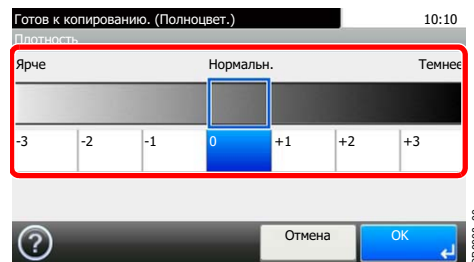 Готов к копированию. (Полноцвет.) 10:10
Плотность
Ярче Нормальн. Темнее
-3 -2 -1 0 +1 +2 +3
? Отмена OK